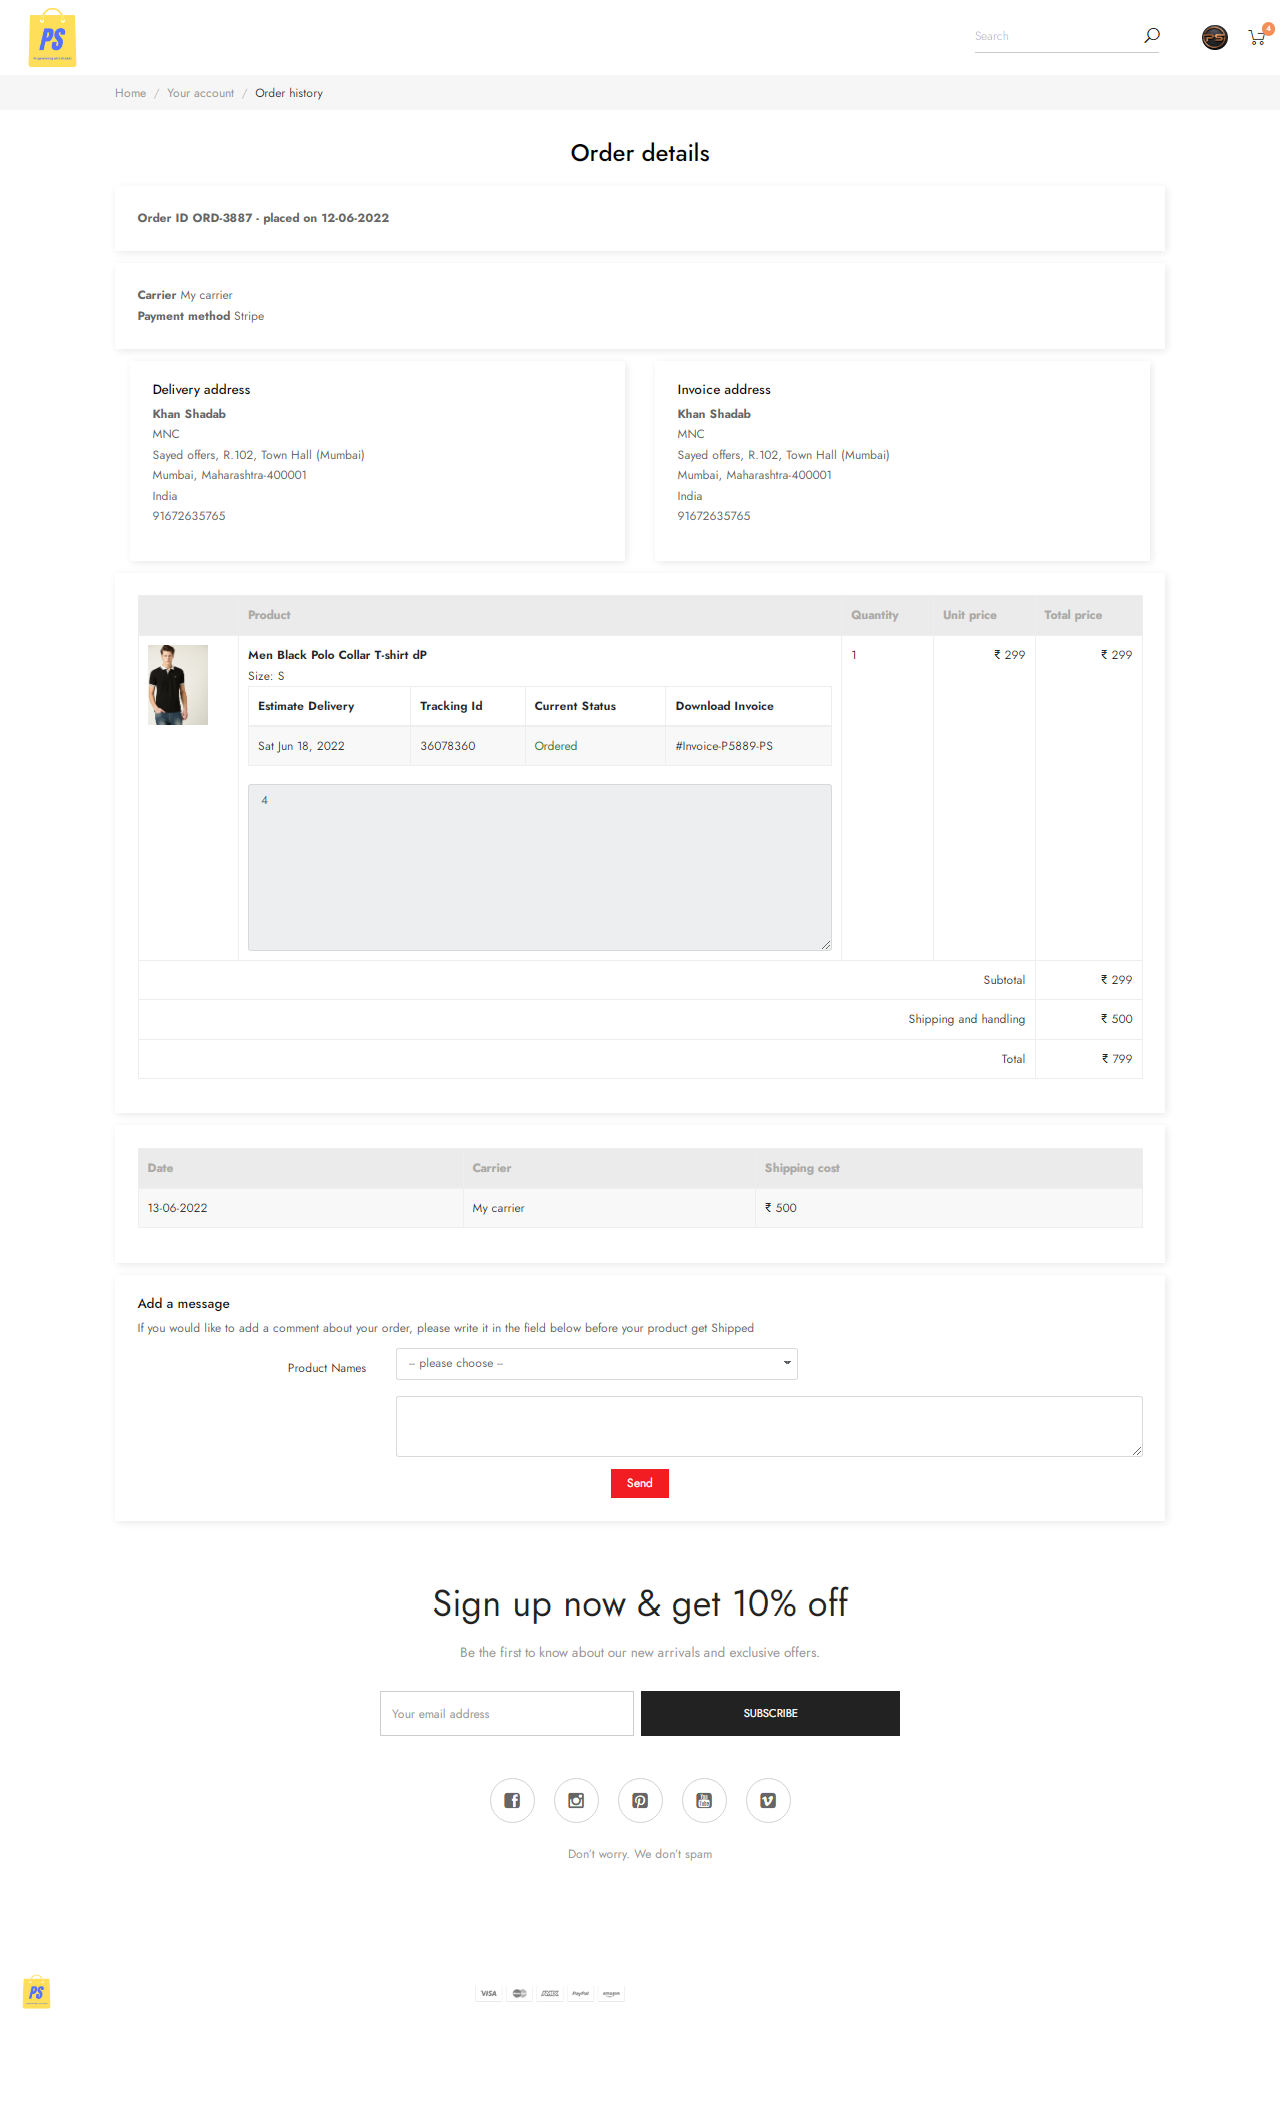 PS
Search
4
Home / Your account / Order history
Order details
Order ID ORD-3887 - placed on 12-06-2022
Carrier My carrier
Payment method Stripe
Delivery address
Khan Shadab
MNC
Sayed offers, R.102, Town Hall (Mumbai)
Mumbai, Maharashtra-400001
India
91672635765
Invoice address
Khan Shadab
MNC
Sayed offers, R.102, Town Hall (Mumbai)
Mumbai, Maharashtra-400001
India
91672635765
Product Quantity Unit price Total price
Men Black Polo Collar T-shirt dP 1 ₹ 299 ₹ 299
Size: S
Estimate Delivery Tracking Id Current Status Download Invoice
Sat Jun 18, 2022 36078360 Ordered #Invoice-P5889-PS
4
Subtotal ₹ 299
Shipping and handling ₹ 500
Total ₹ 799
Date Carrier Shipping cost
13-06-2022 My carrier ₹ 500
Add a message
If you would like to add a comment about your order, please write it in the field below before your product get Shipped
Product Names -- please choose --
Send
Sign up now & get 10% off
Be the first to know about our new arrivals and exclusive offers.
Your email address SUBSCRIBE
You Tube
Don't worry. We don't spam
PS
VISA PayPal amazon